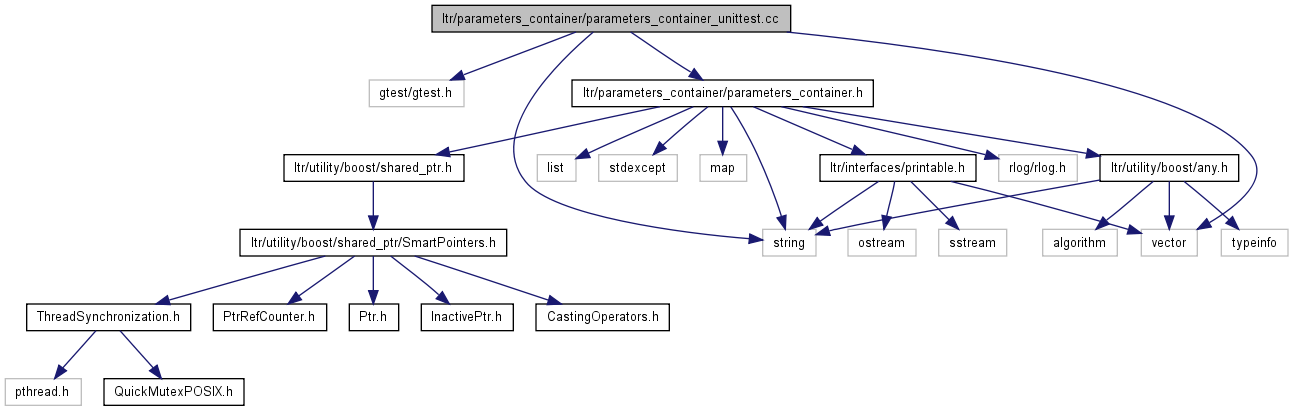 ltr/parameters_container/parameters_container_unittest.cc
gtest/gtest.h
ltr/parameters_container/parameters_container.h
ltr/utility/boost/shared_ptr.h
list
stdexcept
map
ltr/interfaces/printable.h
rlog/rlog.h
ltr/utility/boost/any.h
ltr/utility/boost/shared_ptr/SmartPointers.h
string
ostream
sstream
algorithm
vector
typeinfo
ThreadSynchronization.h
PtrRefCounter.h
Ptr.h
InactivePtr.h
CastingOperators.h
pthread.h
QuickMutexPOSIX.h